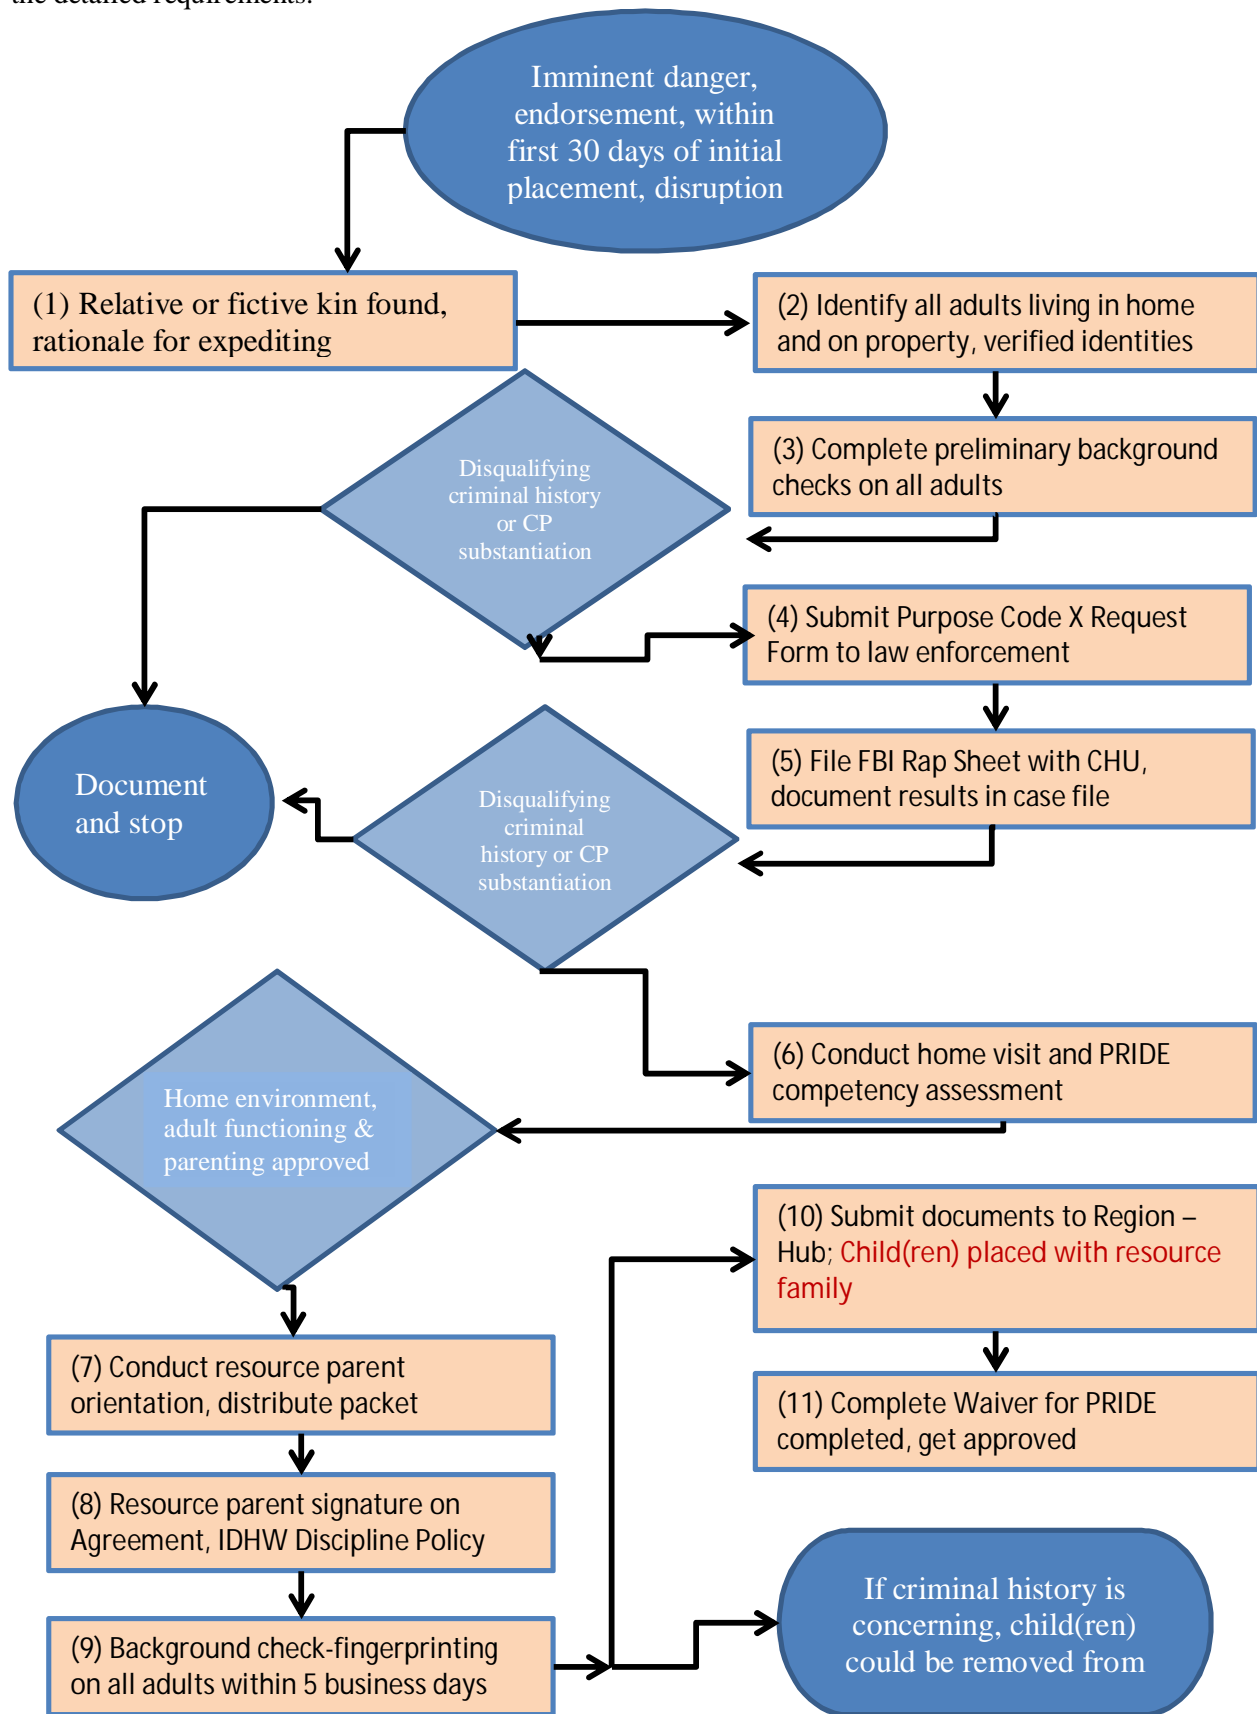 the detailed requirements.
Imminent danger,
endorsement, within
first 30 days of initial
placement, disruption
(1) Relative or fictive kin found,
rationale for expediting
(2) Identify all adults living in home
and on property, verified identities
(3) Complete preliminary background
checks on all adults
Disqualifying
criminal history
or CP
substantiation
(4) Submit Purpose Code X Request
Form to law enforcement
(5) File FBI Rap Sheet with CHU,
document results in case file
Document
and stop
Disqualifying
criminal
history or CP
substantiation
(6) Conduct home visit and PRIDE
competency assessment
Home environment,
adult functioning &
parenting approved
(7) Conduct resource parent
orientation, distribute packet
(8) Resource parent signature on
Agreement, IDHW Discipline Policy
(9) Background check-fingerprinting
on all adults within 5 business days
(10) Submit documents to Region –
Hub; Child(ren) placed with resource
family
(11) Complete Waiver for PRIDE
completed, get approved
If criminal history is
concerning, child(ren)
could be removed from